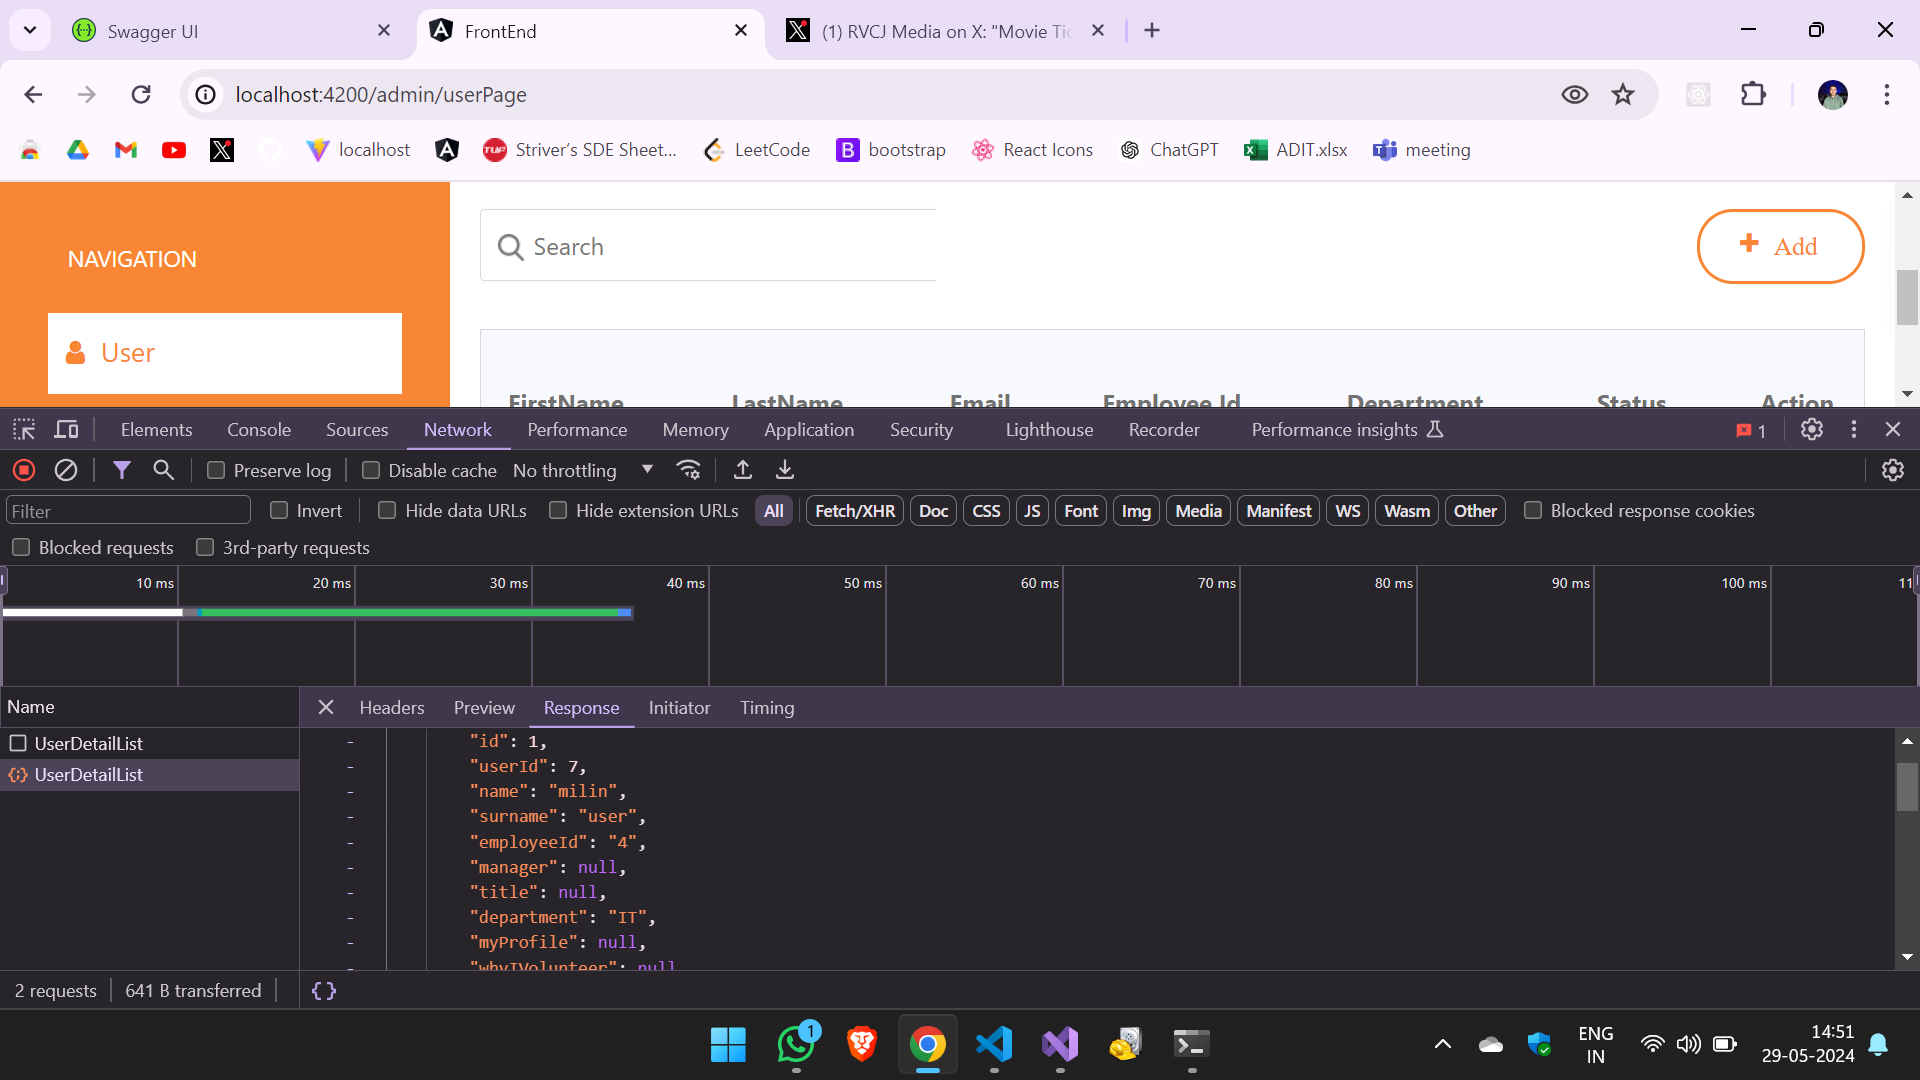 Swagger UI
FrontEnd
(1) RVCJ Media on X: "Movie Tic
localhost:4200/admin/userPage
localhost
TUF
Striver's SDE Sheet...
LeetCode
B bootstrap
React Icons
ChatGPT
ADIT.xlsx
meeting
NAVIGATION
User
Search
Add
FirstName LastName Email Employee Id Department Status Action
Elements Console Sources Network Performance Memory Application Security Lighthouse Recorder Performance insights 1
Preserve log Disable cache No throttling
Filter Invert Hide data URLs Hide extension URLs All Fetch/XHR Doc CSS JS Font Img Media Manifest WS Wasm Other Blocked response cookies
Blocked requests 3rd-party requests
10 ms 20 ms 30 ms 40 ms 50 ms 60 ms 70 ms 80 ms 90 ms 100 ms 11
Name
Headers Preview Response Initiator Timing
UserDetailList
UserDetailList
- "id": 1,
- "userId": 7,
- "name": "milin",
- "surname": "user",
- "employeeId": "4",
- "manager": null,
- "title": null,
- "department": "IT",
- "myProfile": null,
- "whyIVolunteer": null
2 requests 641 B transferred { }
1
ENG
IN
14:51
29-05-2024